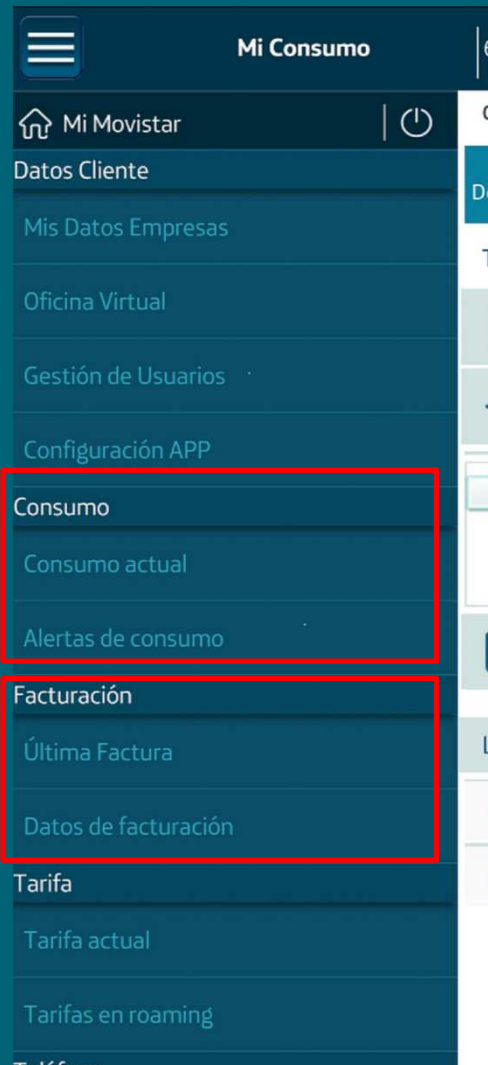 Mi Consumo
Mi Movistar
Datos Cliente
Mis Datos Empresas
Oficina Virtual
Gestión de Usuarios
Configuración APP
Consumo
Consumo actual
Alertas de consumo
Facturación
Última Factura
Datos de facturación
Tarifa
Tarifa actual
Tarifas en roaming